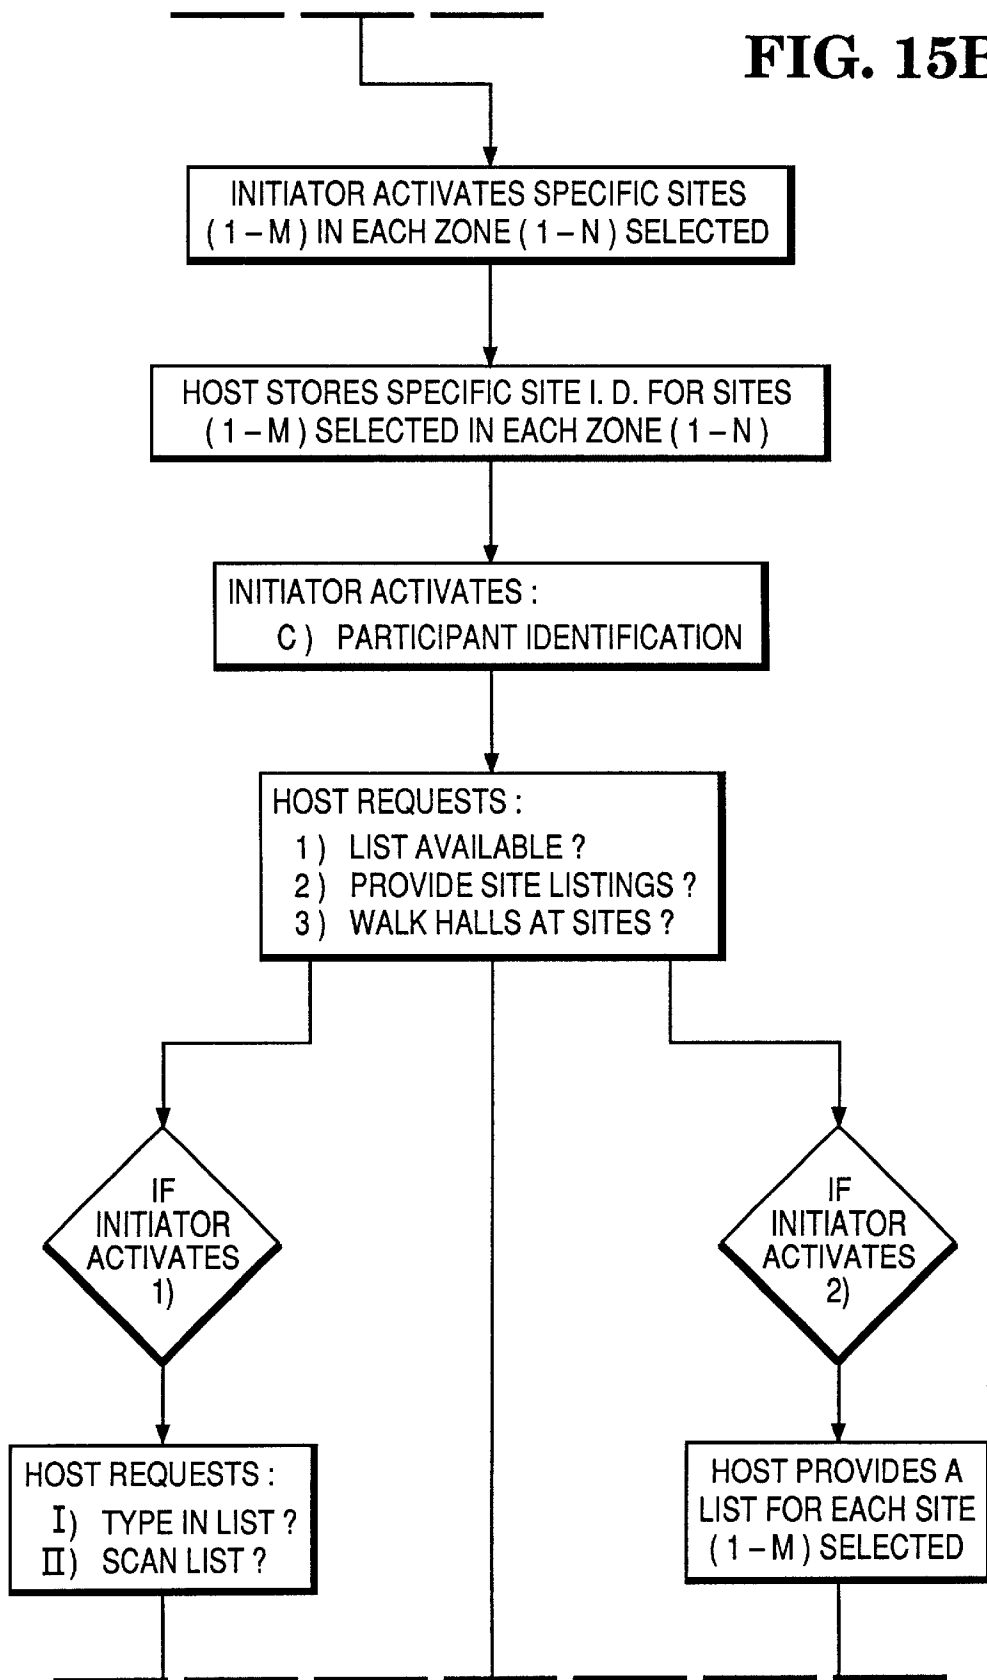 FIG. 15B
INITIATOR ACTIVATES SPECIFIC SITES
( 1 – M ) IN EACH ZONE ( 1 – N ) SELECTED
HOST STORES SPECIFIC SITE I. D. FOR SITES
( 1 – M ) SELECTED IN EACH ZONE ( 1 – N )
INITIATOR ACTIVATES :
C ) PARTICIPANT IDENTIFICATION
HOST REQUESTS :
1 ) LIST AVAILABLE ?
2 ) PROVIDE SITE LISTINGS ?
3 ) WALK HALLS AT SITES ?
IF
INITIATOR
ACTIVATES
1)
IF
INITIATOR
ACTIVATES
2)
HOST REQUESTS :
I) TYPE IN LIST ?
II) SCAN LIST ?
HOST PROVIDES A
LIST FOR EACH SITE
( 1 – M ) SELECTED